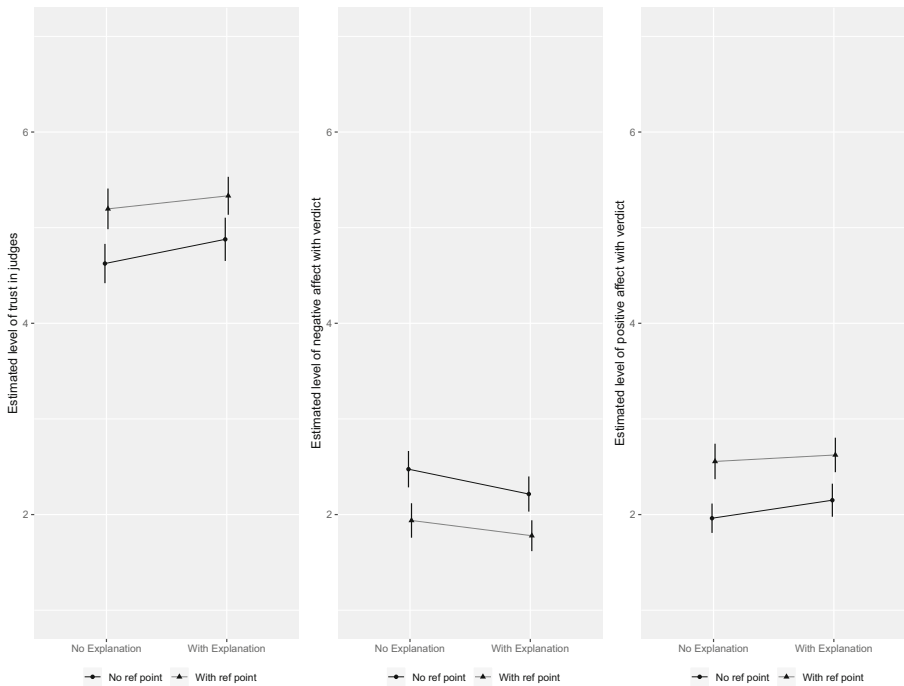 Estimated level of trust in judges
6
4
2
No Explanation With Explanation
No ref point With ref point
Estimated level of negative affect with verdict
6
4
2
No Explanation With Explanation
No ref point With ref point
Estimated level of positive affect with verdict
6
4
2
No Explanation With Explanation
No ref point With ref point